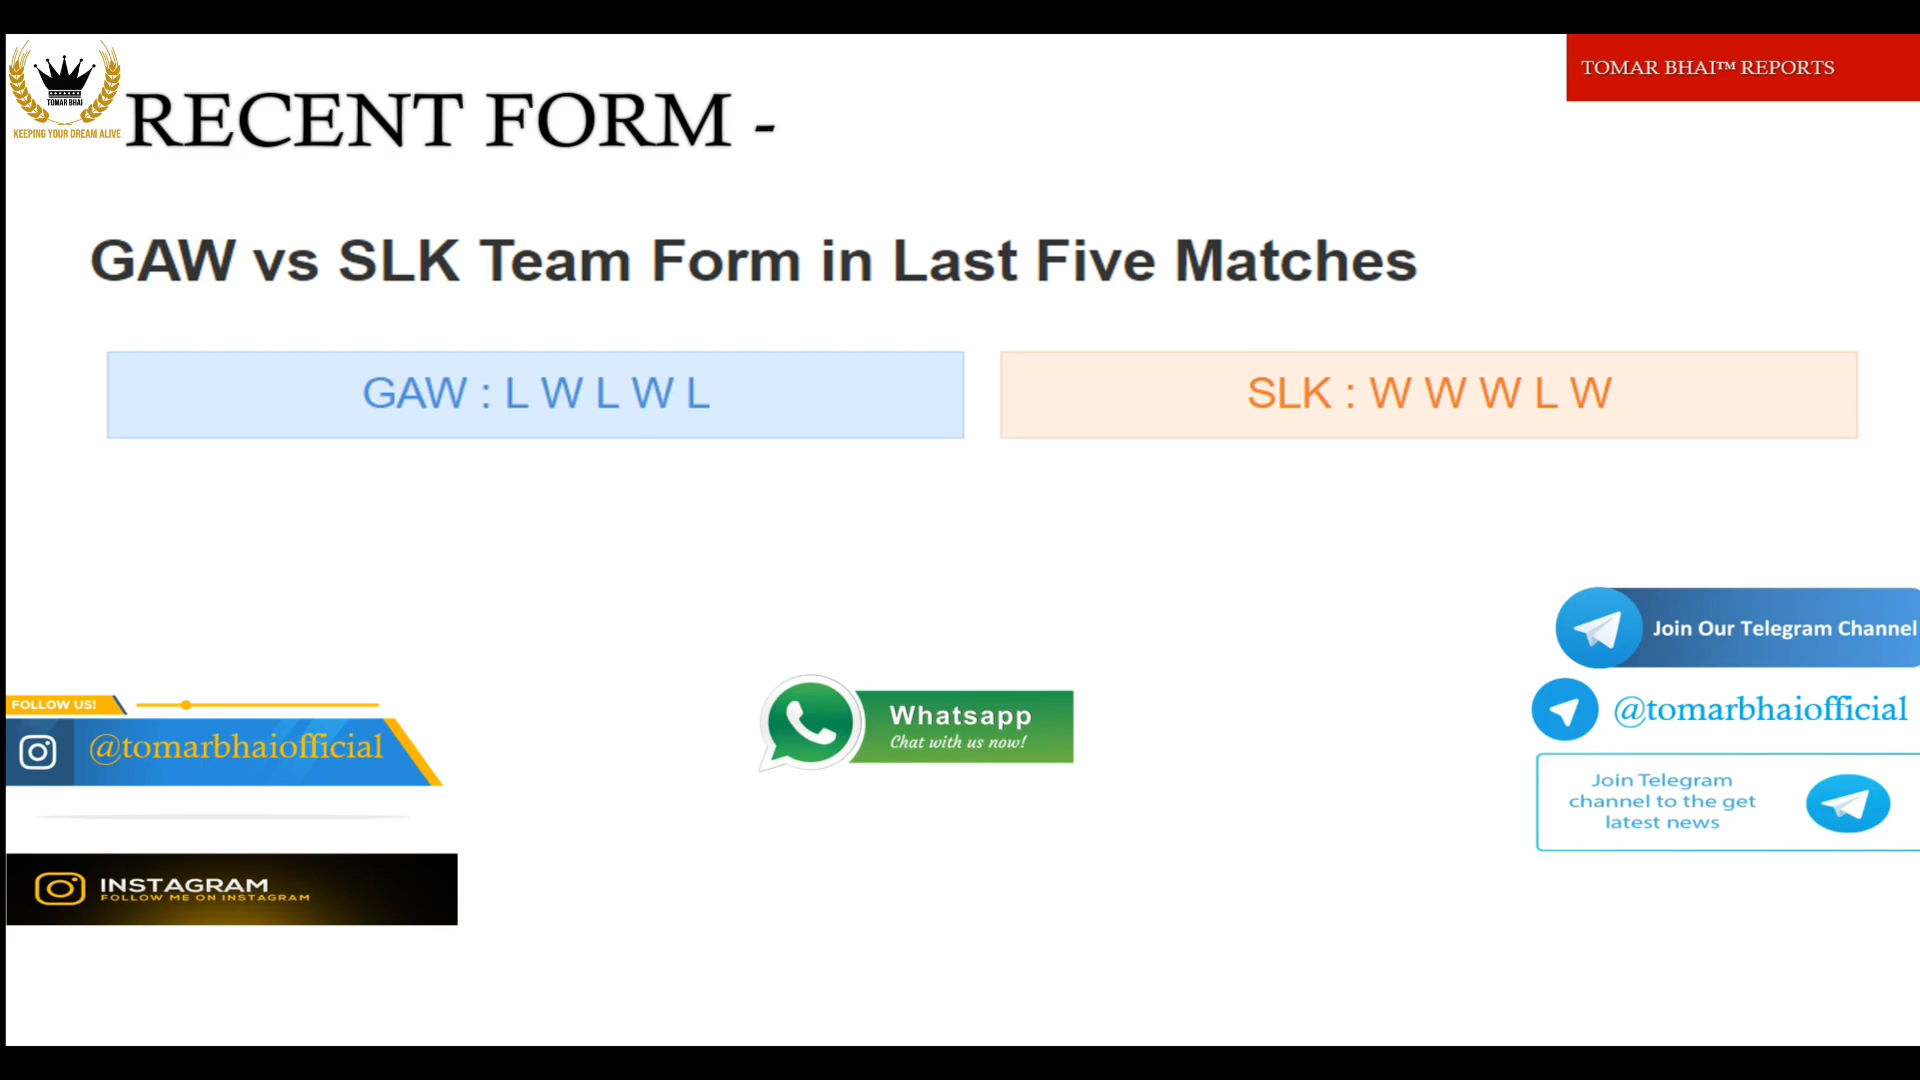 TOMAR BHAI
KEEPING YOUR DREAM ALIVE
RECENT FORM -
TOMAR BHAI™ REPORTS
GAW vs SLK Team Form in Last Five Matches
GAW : L W L W L
SLK : W W W L W
Join Our Telegram Channel
@tomarbhaiofficial
Join Telegram
channel to the get
latest news
FOLLOW US!
@tomarbhaiofficial
Whatsapp
Chat with us now!
INSTAGRAM
FOLLOW ME ON INSTAGRAM